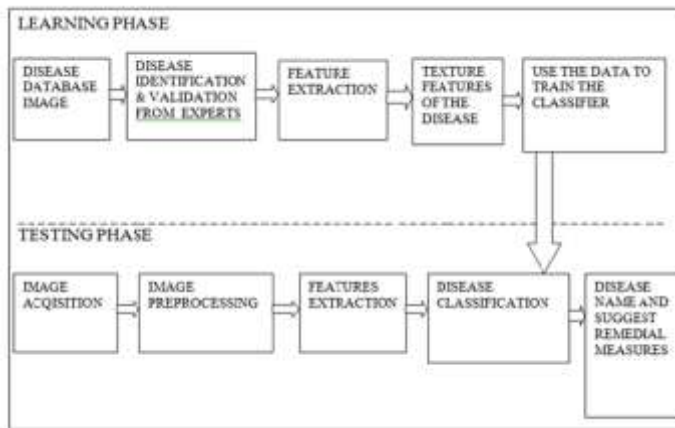 LEARNING PHASE
DISEASE
DATABASE
IMAGE
DISEASE
IDENTIFICATION
& VALIDATION
FROM EXPERTS
FEATURE
EXTRACTION
TEXTURE
FEATURES
OF THE
DISEASE
USE THE DATA TO
TRAIN THE
CLASSIFIER
TESTING PHASE
IMAGE
ACQISITION
IMAGE
PREPROCESSING
FEATURES
EXTRACTION
DISEASE
CLASSIFICATION
DISEASE
NAME AND
SUGGEST
REMEDIAL
MEASURES